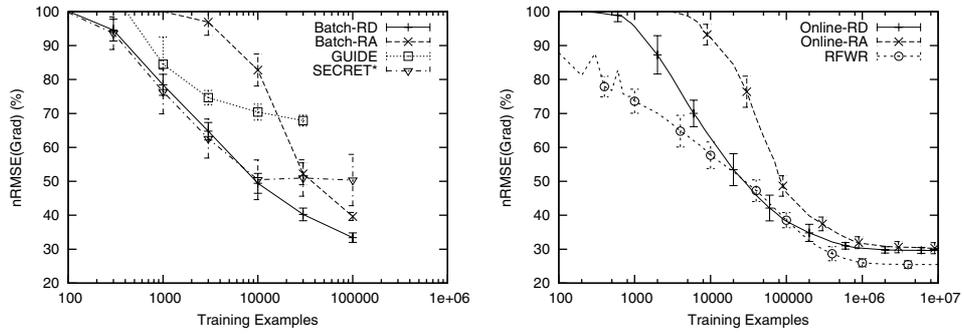 100
90
80
70
60
50
40
30
20
nRMSE(Grad) (%)
100
1000
10000
100000
1e+06
Training Examples
Batch-RD
Batch-RA
GUIDE
SECRET*
100
90
80
70
60
50
40
30
20
nRMSE(Grad) (%)
100
1000
10000
100000
1e+06
1e+07
Training Examples
Online-RD
Online-RA
RFWR